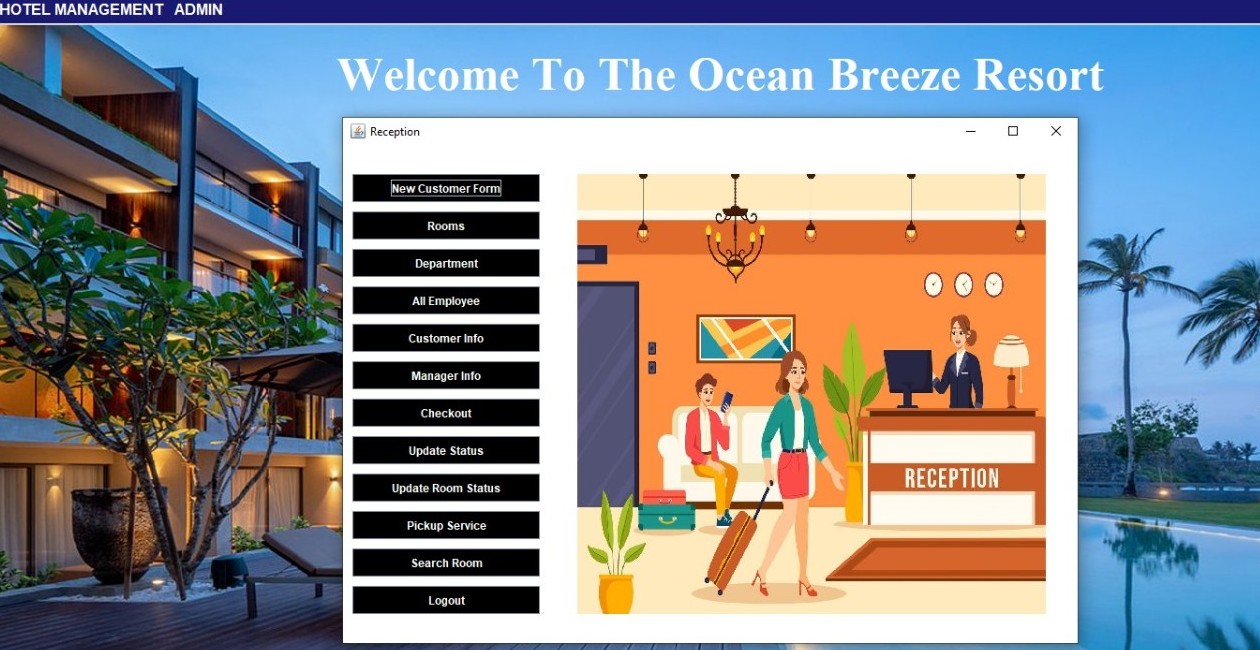 HOTEL MANAGEMENT ADMIN
Welcome To The Ocean Breeze Resort
Reception
New Customer Form
Rooms
Department
All Employee
Customer Info
Manager Info
Checkout
Update Status
Update Room Status
Pickup Service
Search Room
Logout
RECEPTION